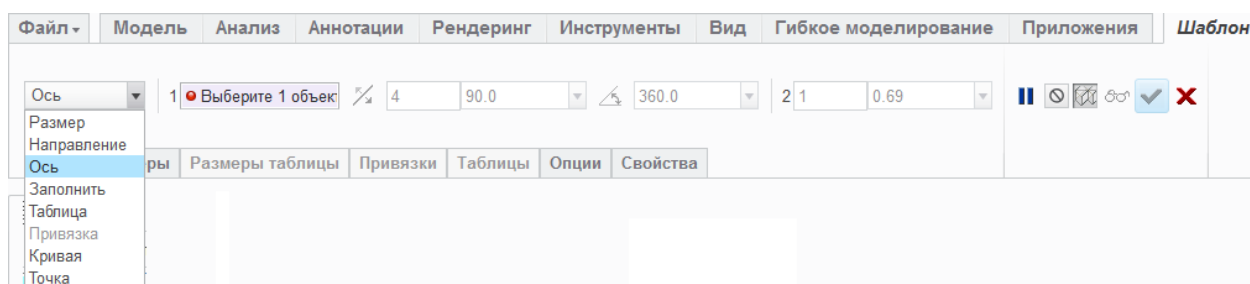 Файл Модель Анализ Аннотации Рендеринг Инструменты Вид Гибкое моделирование Приложения Шаблон
Ось 1 Выберите 1 объект 4 90.0 360.0 2 1 0.69
Размер
Направление
Ось ры Размеры таблицы Привязки Таблицы Опции Свойства
Заполнить
Таблица
Привязка
Кривая
Точка